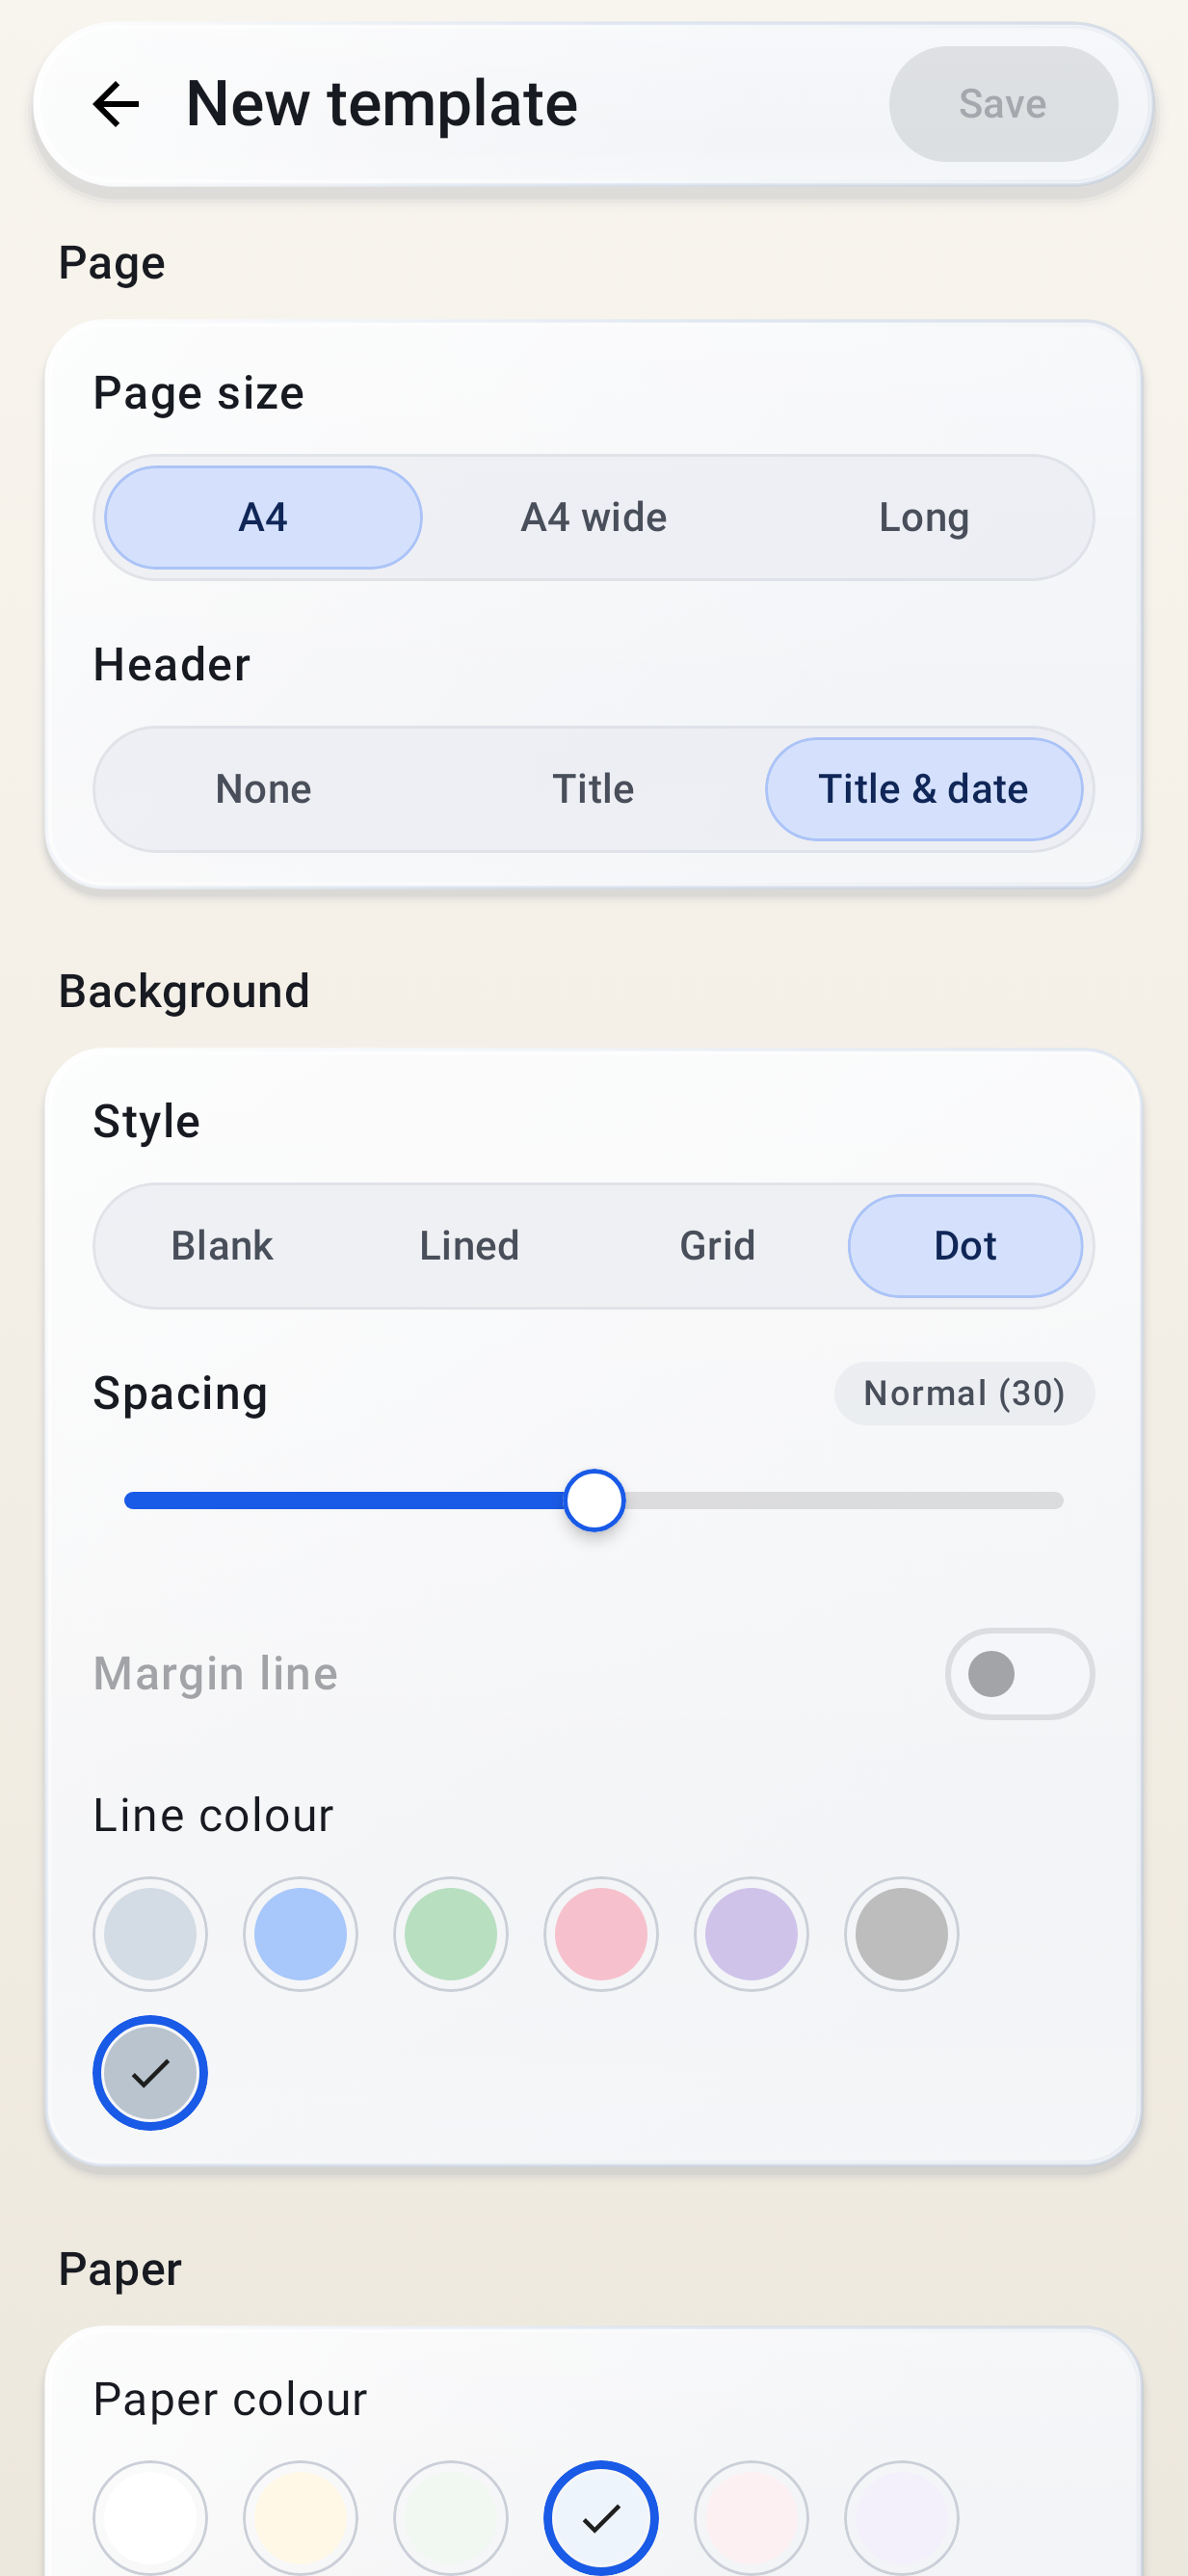 New template
Save
Page
Page size
A4
A4 wide
Long
Header
None
Title
Title & date
Background
Style
Blank
Lined
Grid
Dot
Spacing
Normal (30)
Margin line
Line colour
Paper
Paper colour